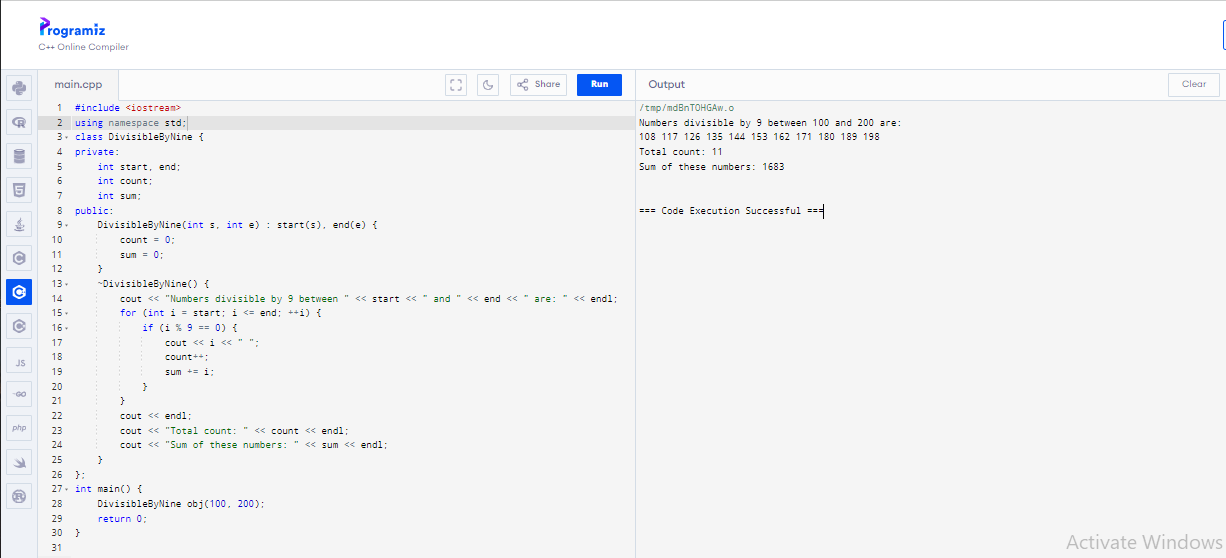 Programiz
C++ Online Compiler
main.cpp
Share
Run
Output
Clear
1 #include <iostream>
2 using namespace std;
3 class DivisibleByNine {
4 private:
5     int start, end;
6     int count;
7     int sum;
8 public:
9     DivisibleByNine(int s, int e) : start(s), end(e) {
10         count = 0;
11         sum = 0;
12     }
13     ~DivisibleByNine() {
14         cout << "Numbers divisible by 9 between " << start << " and " << end << " are: " << endl;
15         for (int i = start; i <= end; ++i) {
16             if (i % 9 == 0) {
17                 cout << i << " ";
18                 count++;
19                 sum += i;
20             }
21         }
22         cout << endl;
23         cout << "Total count: " << count << endl;
24         cout << "Sum of these numbers: " << sum << endl;
25     }
26 };
27 int main() {
28     DivisibleByNine obj(100, 200);
29     return 0;
30 }
31
/tmp/mdBnTOHGAw.o
Numbers divisible by 9 between 100 and 200 are:
108 117 126 135 144 153 162 171 180 189 198
Total count: 11
Sum of these numbers: 1683
=== Code Execution Successful ===
JS
GO
php
Activate Windows